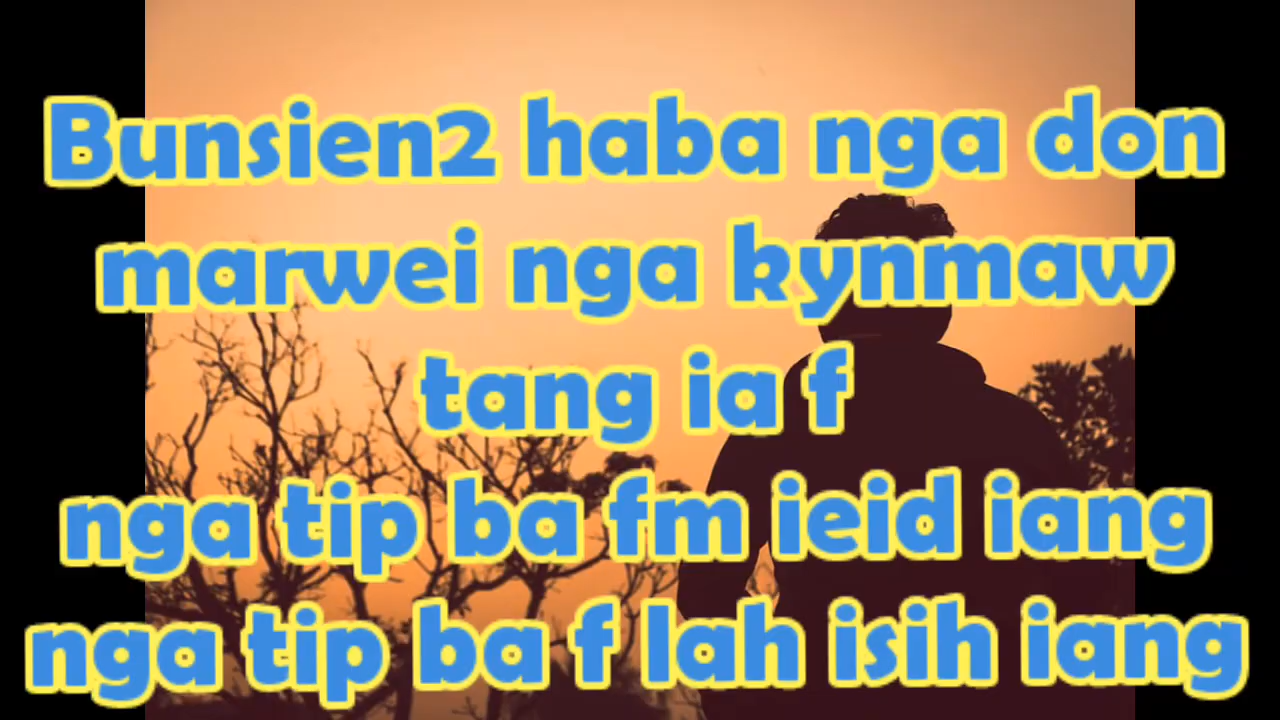 Bunsien2 haba nga don
marwei nga kynmaw
tang ia f
nga tip ba fm ieid iang
nga tip ba f lah isih iang